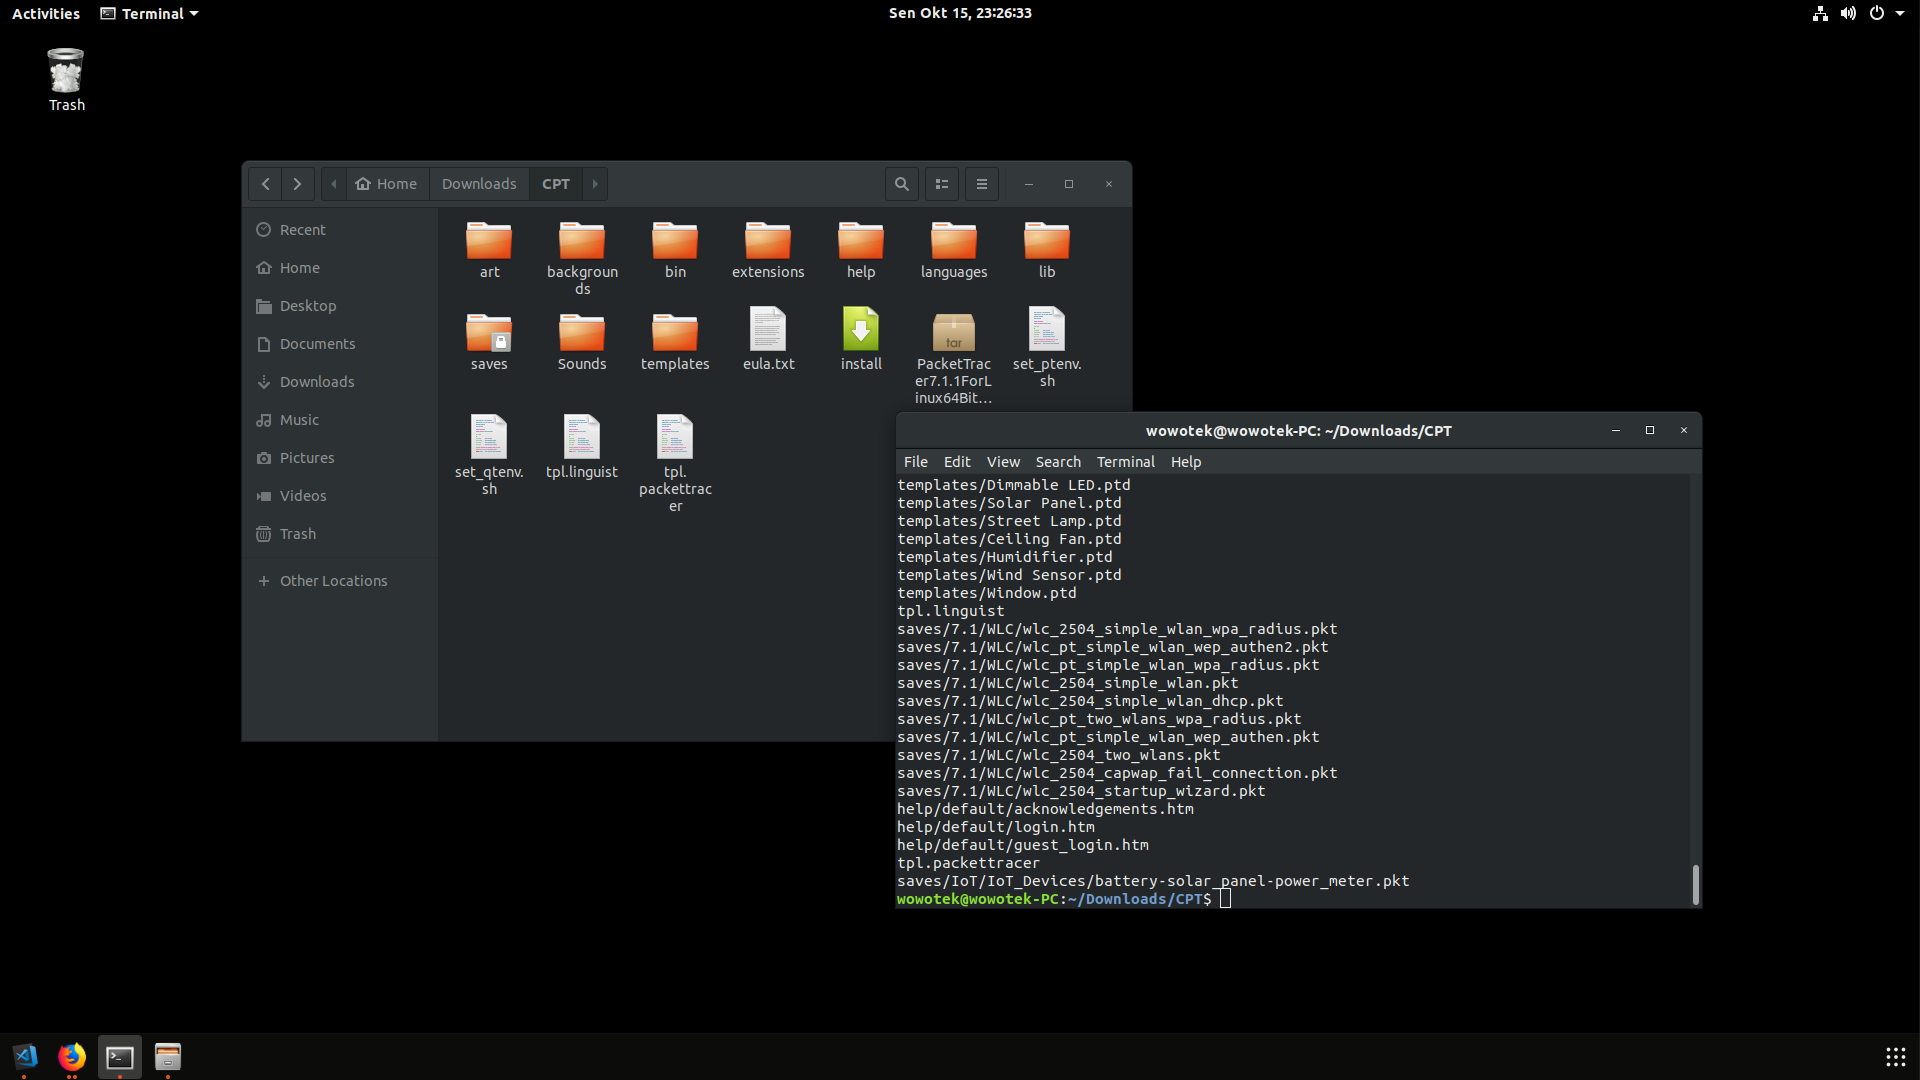 Activities Terminal Sen Okt 15, 23:26:33
Trash
Home Downloads CPT
Recent
Home
Desktop
Documents
Downloads
Music
Pictures
Videos
Trash
Other Locations
art
backgroun
ds
bin
extensions
help
languages
lib
saves
Sounds
templates
eula.txt
install
tar
PacketTrac
er7.1.1ForL
inux64Bit...
set_ptenv.
sh
set_qtenv.
sh
tpl.linguist
tpl.
packettrac
er
wowotek@wowotek-PC: ~/Downloads/CPT
File Edit View Search Terminal Help
templates/Dimmable LED.ptd
templates/Solar Panel.ptd
templates/Street Lamp.ptd
templates/Ceiling Fan.ptd
templates/Humidifier.ptd
templates/Wind Sensor.ptd
templates/Window.ptd
tpl.linguist
saves/7.1/WLC/wlc_2504_simple_wlan_wpa_radius.pkt
saves/7.1/WLC/wlc_pt_simple_wlan_wep_authen2.pkt
saves/7.1/WLC/wlc_pt_simple_wlan_wpa_radius.pkt
saves/7.1/WLC/wlc_2504_simple_wlan.pkt
saves/7.1/WLC/wlc_2504_simple_wlan_dhcp.pkt
saves/7.1/WLC/wlc_pt_two_wlans_wpa_radius.pkt
saves/7.1/WLC/wlc_pt_simple_wlan_wep_authen.pkt
saves/7.1/WLC/wlc_2504_two_wlans.pkt
saves/7.1/WLC/wlc_2504_capwap_fail_connection.pkt
saves/7.1/WLC/wlc_2504_startup_wizard.pkt
help/default/acknowledgements.htm
help/default/login.htm
help/default/guest_login.htm
tpl.packettracer
saves/IoT/IoT_Devices/battery-solar_panel-power_meter.pkt
wowotek@wowotek-PC:~/Downloads/CPT$